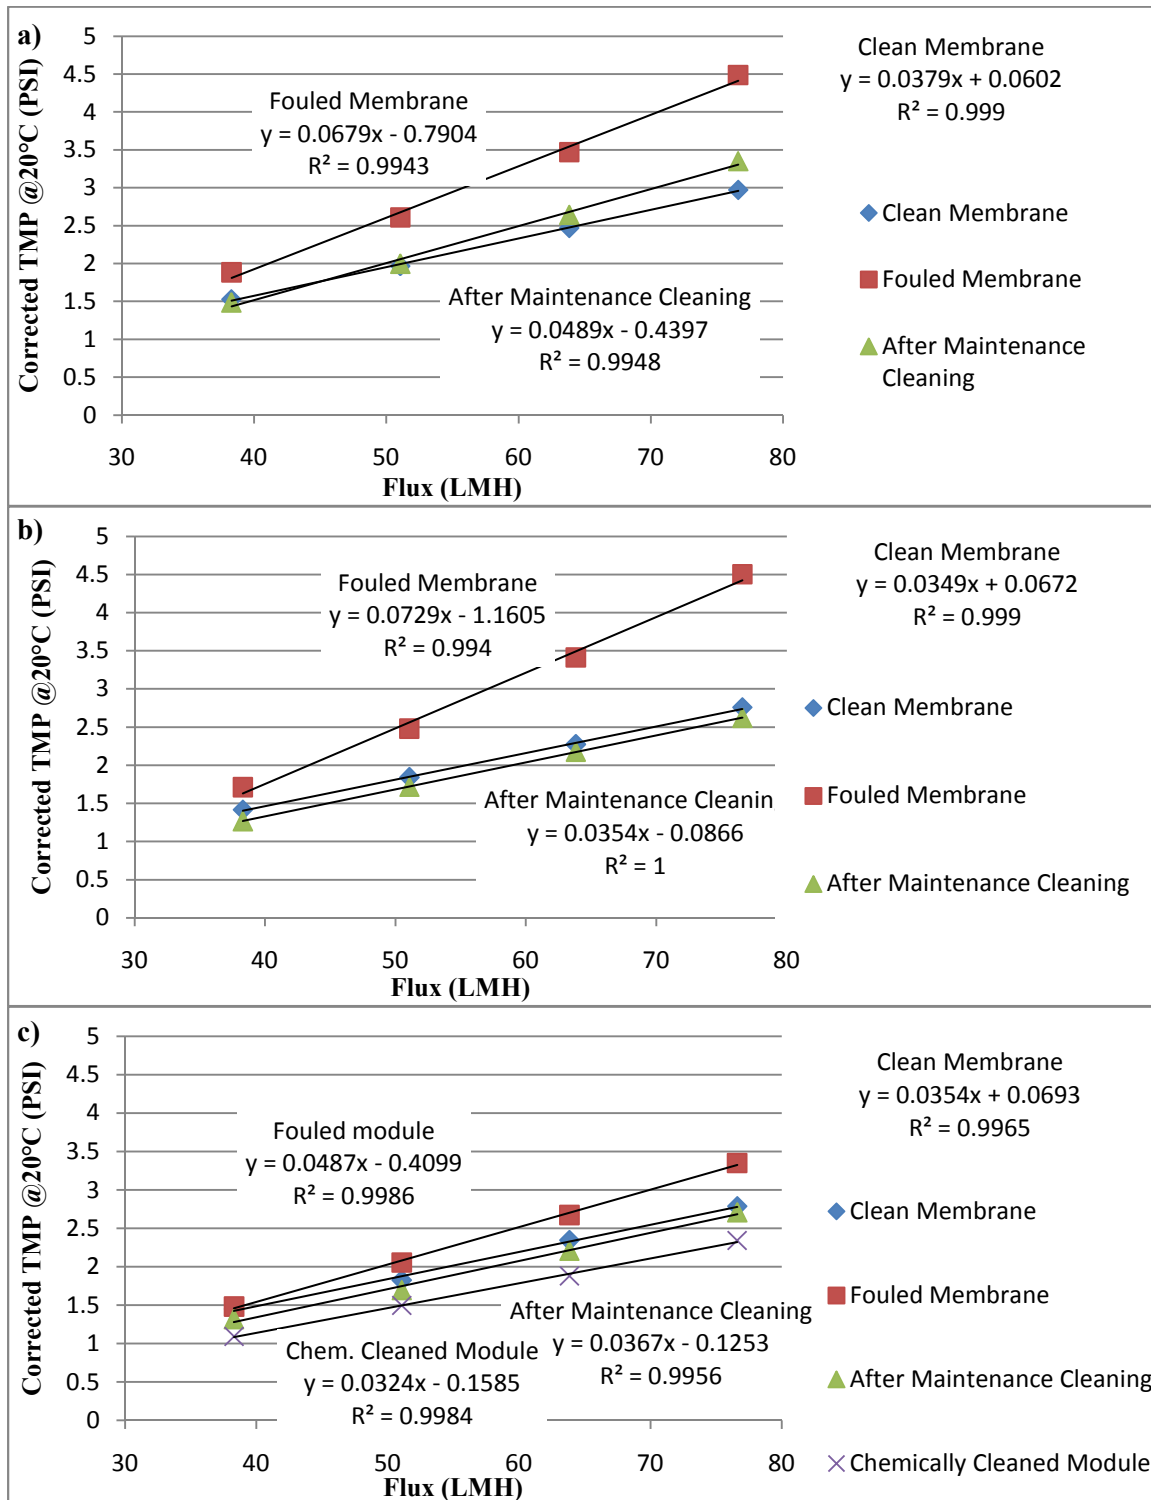 a)
Corrected TMP @20°C (PSI)
5
4.5
4
3.5
3
2.5
2
1.5
1
0.5
0
Fouled Membrane
y = 0.0679x - 0.7904
R² = 0.9943
After Maintenance Cleaning
y = 0.0489x - 0.4397
R² = 0.9948
Clean Membrane
y = 0.0379x + 0.0602
R² = 0.999
Clean Membrane
Fouled Membrane
After Maintenance
Cleaning
30 40 50 60 70 80
Flux (LMH)
b)
Corrected TMP @20°C (PSI)
5
4.5
4
3.5
3
2.5
2
1.5
1
0.5
0
Fouled Membrane
y = 0.0729x - 1.1605
R² = 0.994
After Maintenance Cleanin
y = 0.0354x - 0.0866
R² = 1
Clean Membrane
y = 0.0349x + 0.0672
R² = 0.999
Clean Membrane
Fouled Membrane
After Maintenance Cleaning
30 40 50 60 70 80
Flux (LMH)
c)
Corrected TMP @20°C (PSI)
5
4.5
4
3.5
3
2.5
2
1.5
1
0.5
0
Fouled module
y = 0.0487x - 0.4099
R² = 0.9986
After Maintenance Cleaning
y = 0.0367x - 0.1253
R² = 0.9956
Chem. Cleaned Module
y = 0.0324x - 0.1585
R² = 0.9984
Clean Membrane
y = 0.0354x + 0.0693
R² = 0.9965
Clean Membrane
Fouled Membrane
After Maintenance Cleaning
Chemically Cleaned Module
30 40 50 60 70 80
Flux (LMH)